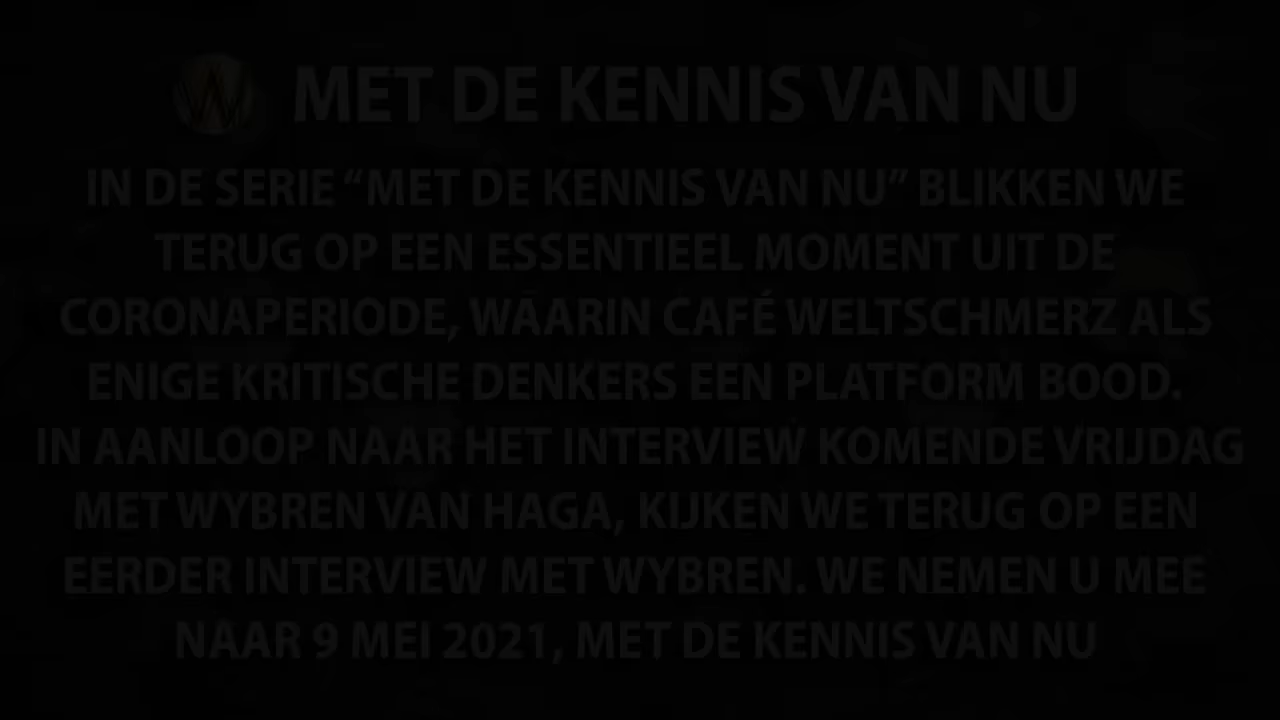 MET DE KENNIS VAN NU
IN DE SERIE “MET DE KENNIS VAN NU” BLIKKEN WE
TERUG OP EEN ESSENTIEEL MOMENT UIT DE
CORONAPERIODE, WAARIN CAFÉ WELTSCHMERZ ALS
ENIGE KRITISCHE DENKERS EEN PLATFORM BOOD.
IN AANLOOP NAAR HET INTERVIEW KOMENDE VRIJDAG
MET WYBREN VAN HAGA, KIJKEN WE TERUG OP EEN
EERDER INTERVIEW MET WYBREN. WE NEMEN U MEE
NAAR 9 MEI 2021, MET DE KENNIS VAN NU